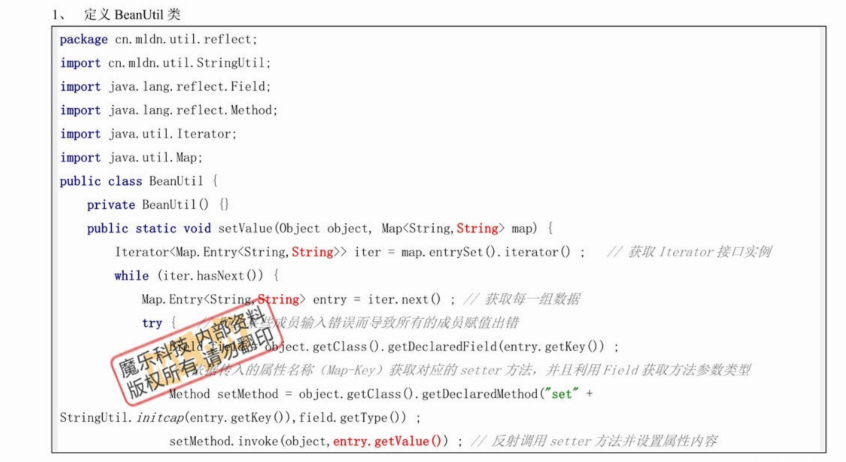 1、 定义 BeanUtil 类
package cn.mldn.util.reflect;
import cn.mldn.util.StringUtil;
import java.lang.reflect.Field;
import java.lang.reflect.Method;
import java.util.Iterator;
import java.util.Map;
public class BeanUtil {
private BeanUtil() {}
public static void setValue(Object object, Map<String,String> map) {
Iterator<Map.Entry<String,String>> iter = map.entrySet().iterator() ; // 获取 Iterator 接口实例
while (iter.hasNext()) {
Map.Entry<String,String> entry = iter.next() ; // 获取每一组数据
try { 成员输入错误而导致所有的成员赋值出错
object.getClass().getDeclaredField(entry.getKey()) ;
传入的属性名称（Map-Key）获取对应的 setter 方法，并且利用 Field 获取方法参数类型
Method setMethod = object.getClass().getDeclaredMethod("set" +
StringUtil.initcap(entry.getKey()),field.getType()) ;
setMethod.invoke(object,entry.getValue()) ; // 反射调用 setter 方法并设置属性内容
魔乐科技 内部资料
版权所有 请勿翻印